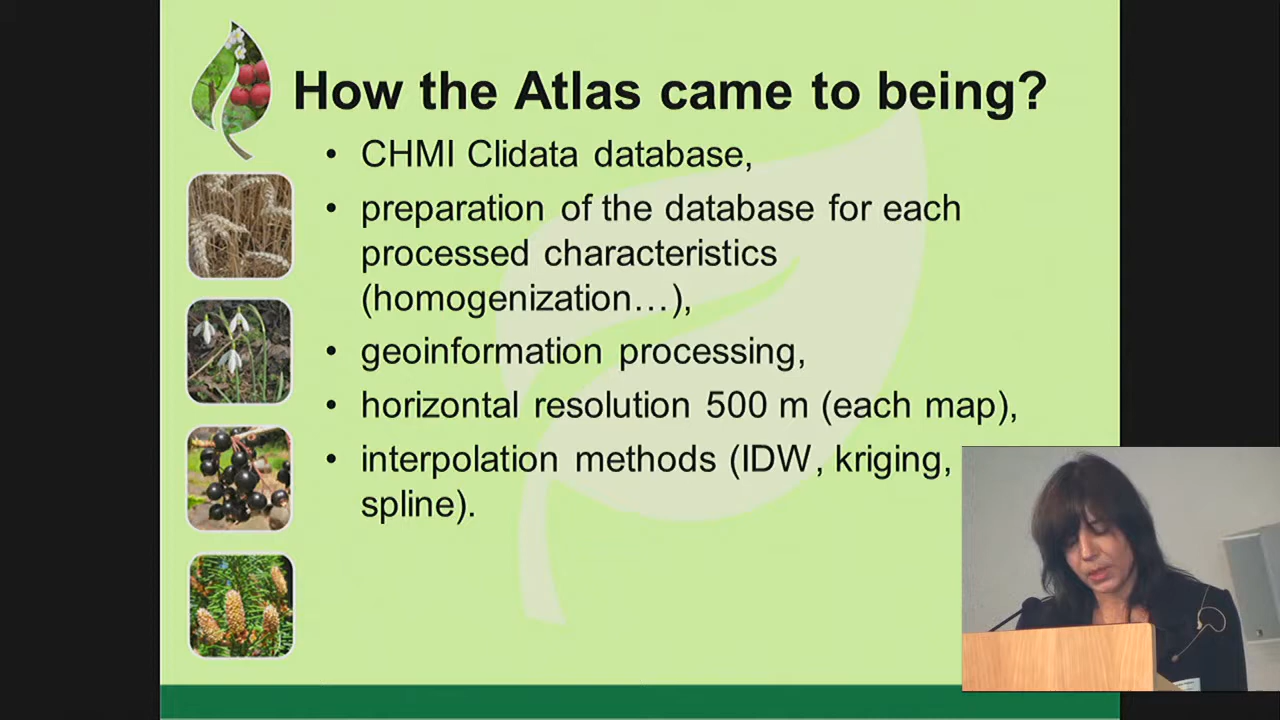 How the Atlas came to being?
• CHMI Clidata database,
• preparation of the database for each
processed characteristics
(homogenization…),
• geoinformation processing,
• horizontal resolution 500 m (each map),
• interpolation methods (IDW, kriging,
spline).